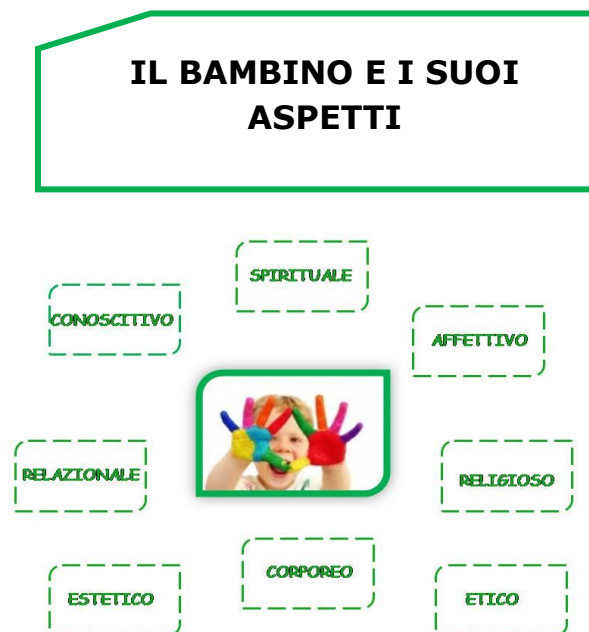 IL BAMBINO E I SUOI
ASPETTI
SPIRITUALE
CONOSCITIVO
AFFETTIVO
RELAZIONALE
RELIGIOSO
CORPOREO
ESTETICO
ETICO